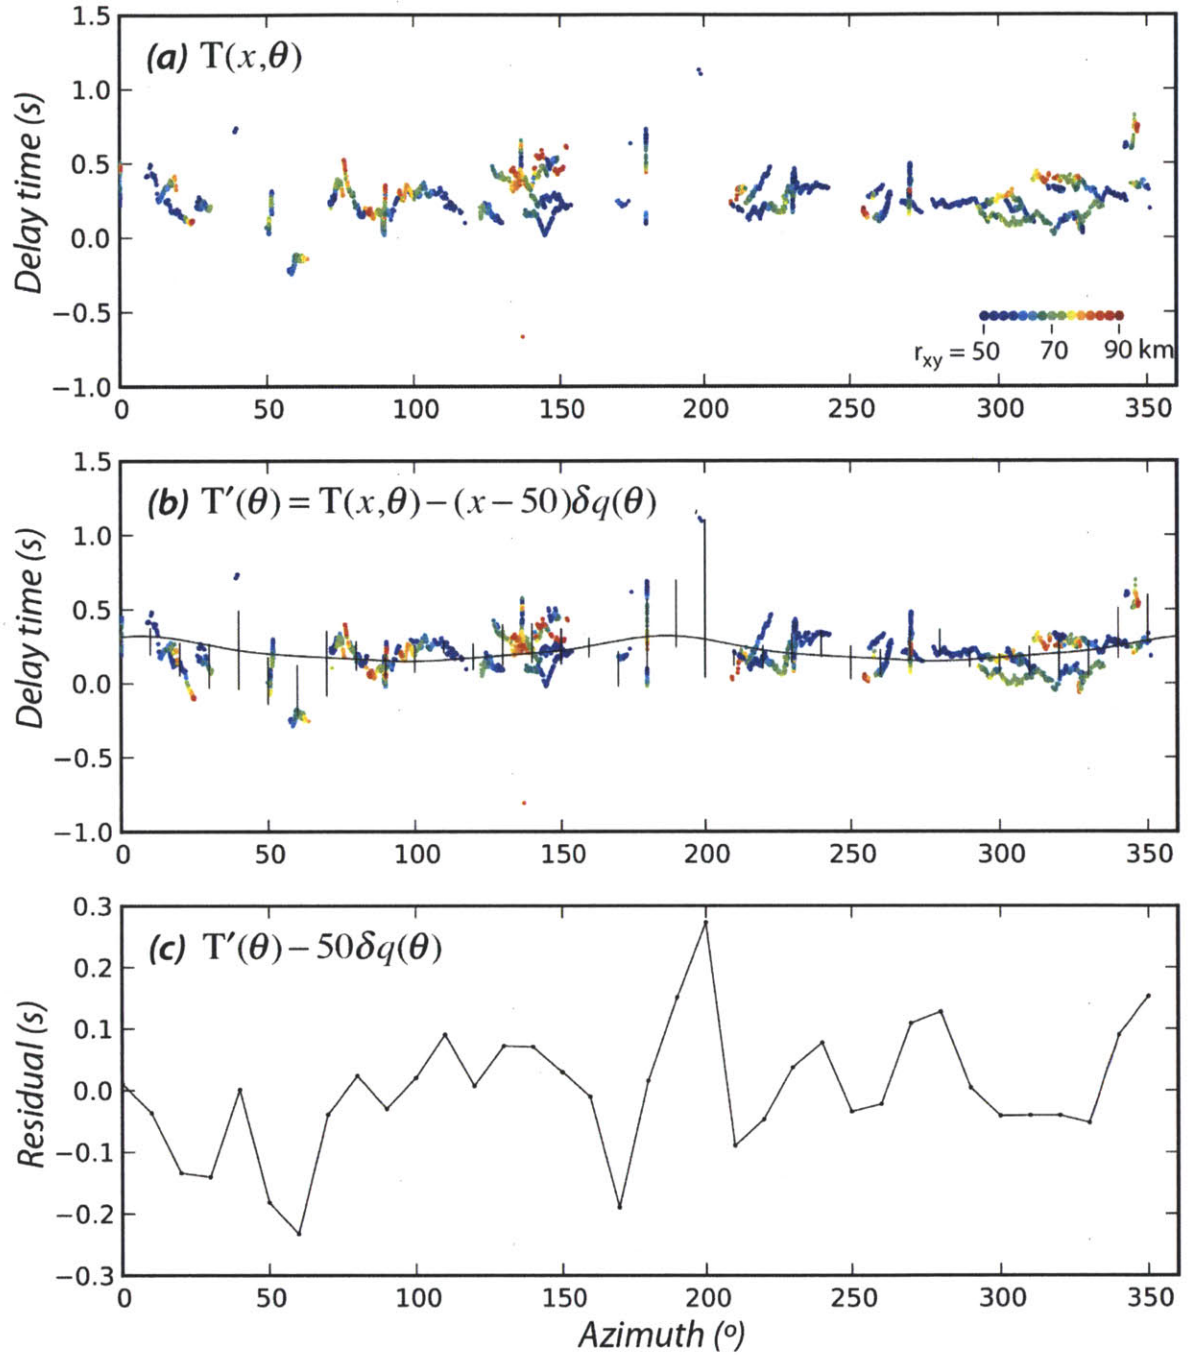 1.5
(a) T(x,θ)
1.0
0.5
0.0
−0.5
−1.0
Delay time (s)
r_xy = 50 70 90 km
0 50 100 150 200 250 300 350
1.5
(b) T′(θ) = T(x,θ) − (x − 50)δq(θ)
1.0
0.5
0.0
−0.5
−1.0
Delay time (s)
0 50 100 150 200 250 300 350
0.3
(c) T′(θ) − 50δq(θ)
0.2
0.1
0.0
−0.1
−0.2
−0.3
Residual (s)
0 50 100 150 200 250 300 350
Azimuth (º)